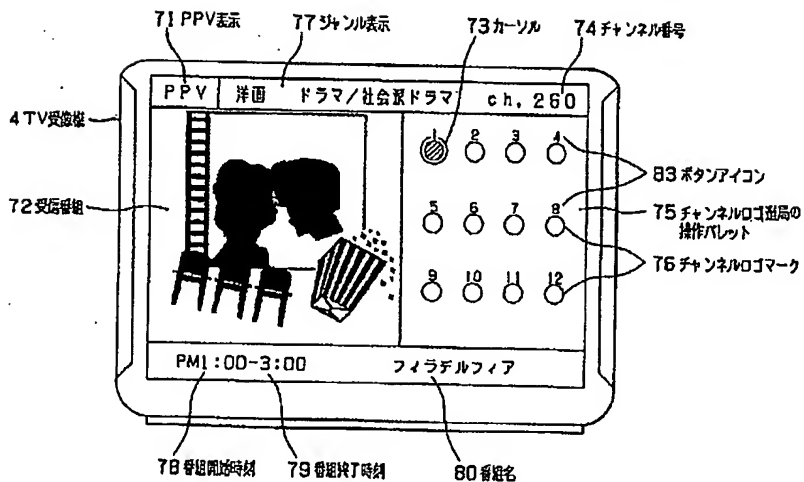 71 PPV表示
77 ジャンル表示
73 カーソル
74 チャンネル番号
PPV 洋画 ドラマ/社会派ドラマ ch, 260
4 TV受像機
1 2 3 4
83 ボタンアイコン
72 受信番組
5 6 7 8
75 チャンネルロゴ選局の
操作パレット
76 チャンネルロゴマーク
9 10 11 12
PM1:00-3:00 フィラデルフィア
78 番組開始時刻
79 番組終了時刻
80 番組名